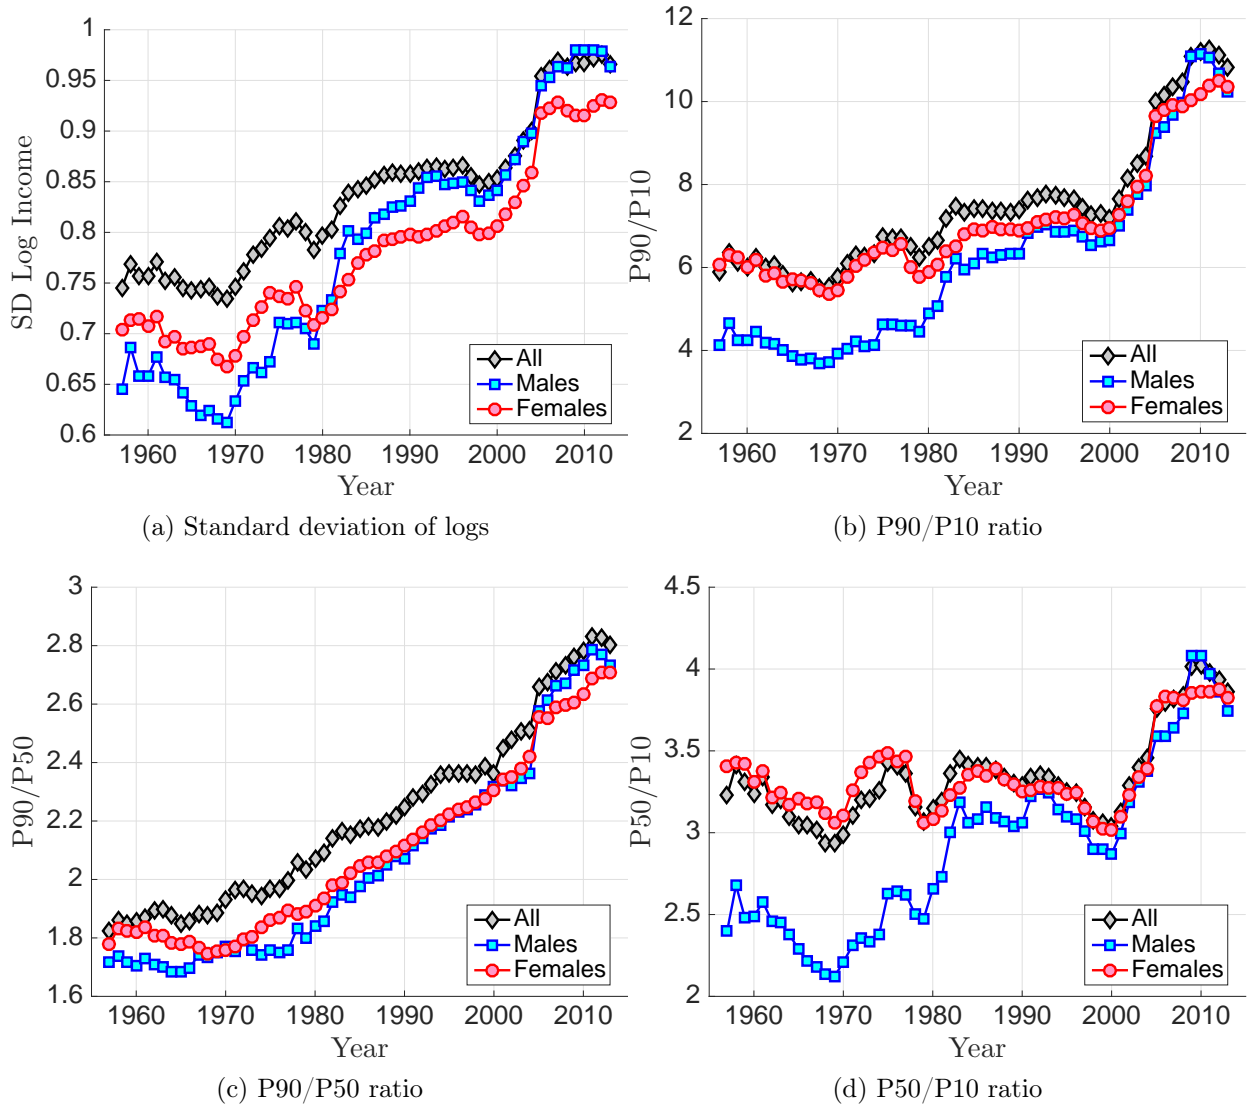 1
0.95
0.9
0.85
0.8
0.75
0.7
0.65
0.6
SD Log Income
1960 1970 1980 1990 2000 2010
Year
All
Males
Females
(a) Standard deviation of logs
12
10
8
6
4
2
P90/P10
1960 1970 1980 1990 2000 2010
Year
All
Males
Females
(b) P90/P10 ratio
3
2.8
2.6
2.4
2.2
2
1.8
1.6
P90/P50
1960 1970 1980 1990 2000 2010
Year
All
Males
Females
(c) P90/P50 ratio
4.5
4
3.5
3
2.5
2
P50/P10
1960 1970 1980 1990 2000 2010
Year
All
Males
Females
(d) P50/P10 ratio